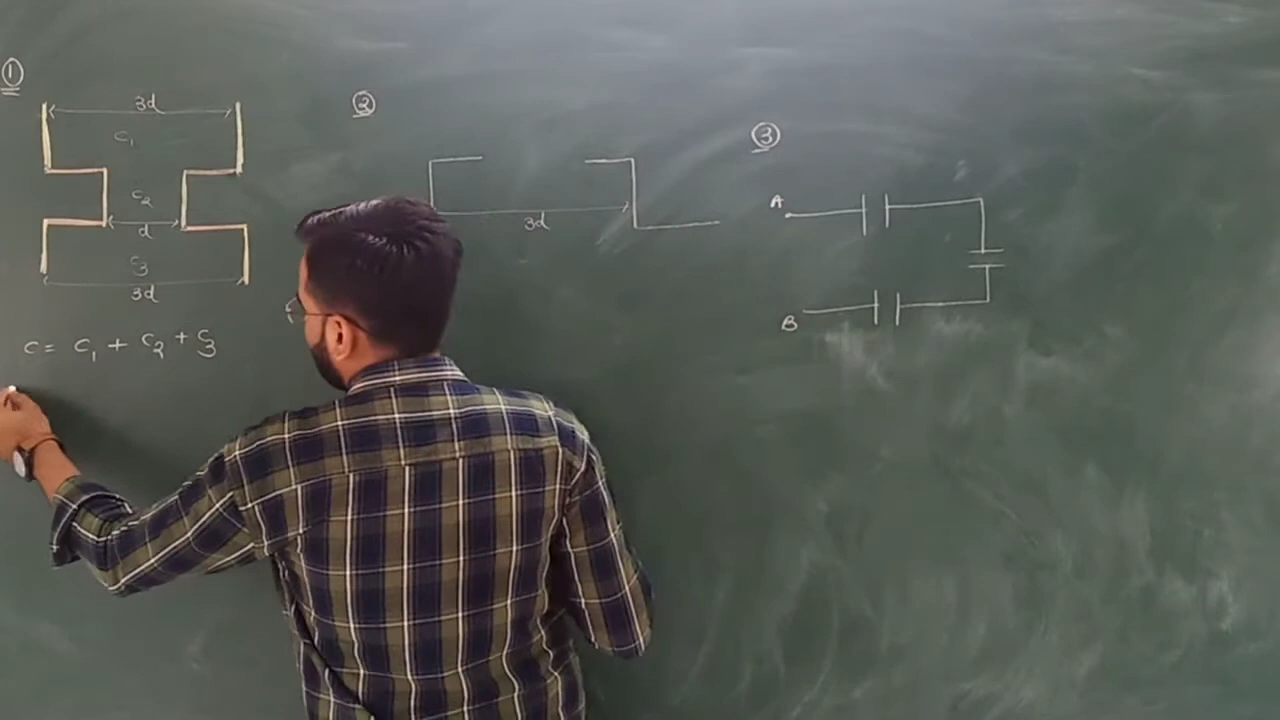 ①
3d
C₁
C₂
d
C₃
3d
C = C₁ + C₂ + C₃
②
3d
③
A
B